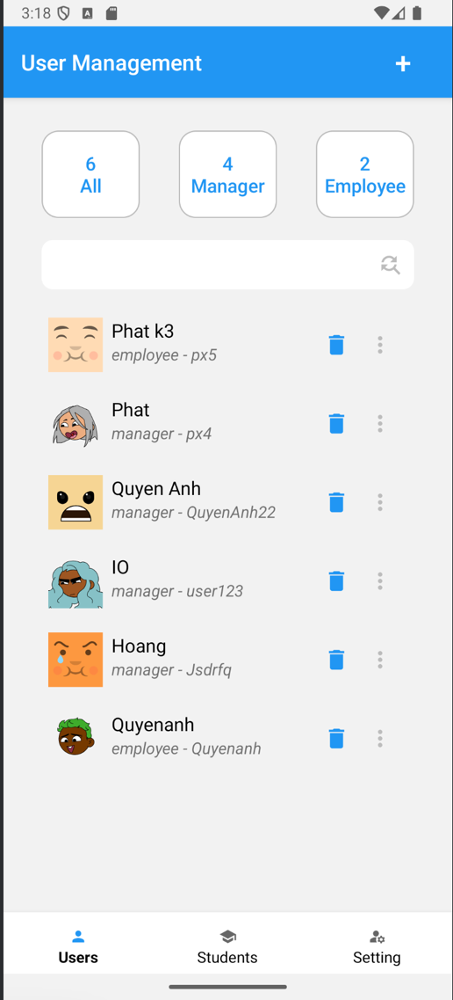 3:18
User Management
+
6
All
4
Manager
2
Employee
Phat k3
employee - px5
Phat
manager - px4
Quyen Anh
manager - QuyenAnh22
IO
manager - user123
Hoang
manager - Jsdrfq
Quyenanh
employee - Quyenanh
Users
Students
Setting